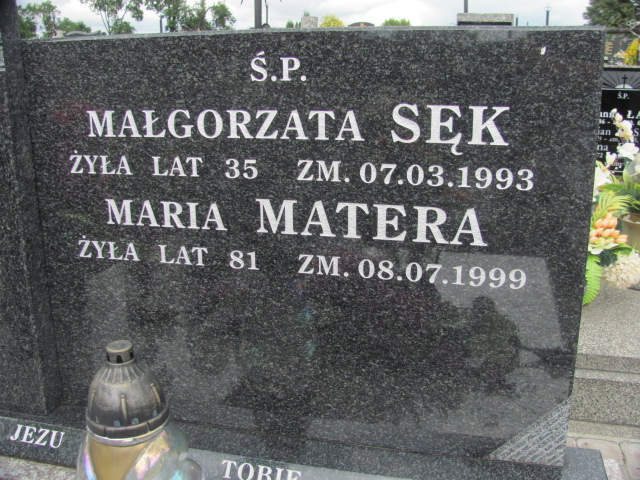 Ś.P.
MAŁGORZATA SĘK
ŻYŁA LAT 35 ZM. 07.03.1993
MARIA MATERA
ŻYŁA LAT 81 ZM. 08.07.1999
JEZU
TOBIE
Ś.P.